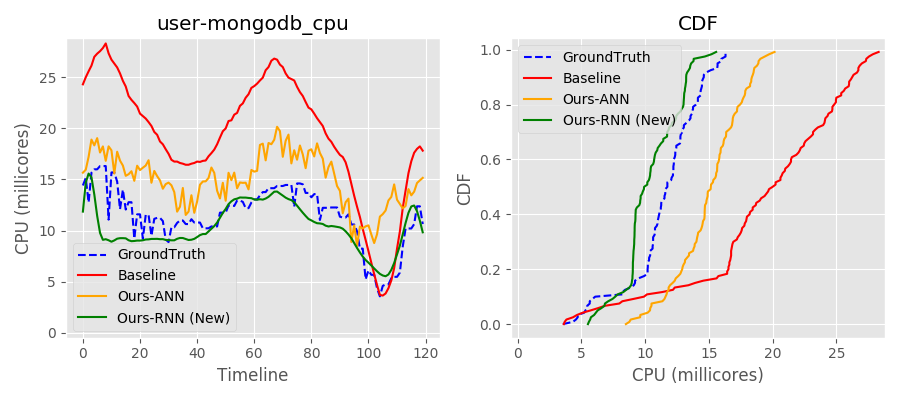 user-mongodb_cpu
CPU (millicores)
25
20
15
10
5
0
GroundTruth
Baseline
Ours-ANN
Ours-RNN (New)
0
20
40
60
80
100
120
Timeline
CDF
CDF
1.0
0.8
0.6
0.4
0.2
0.0
GroundTruth
Baseline
Ours-ANN
Ours-RNN (New)
0
5
10
15
20
25
CPU (millicores)